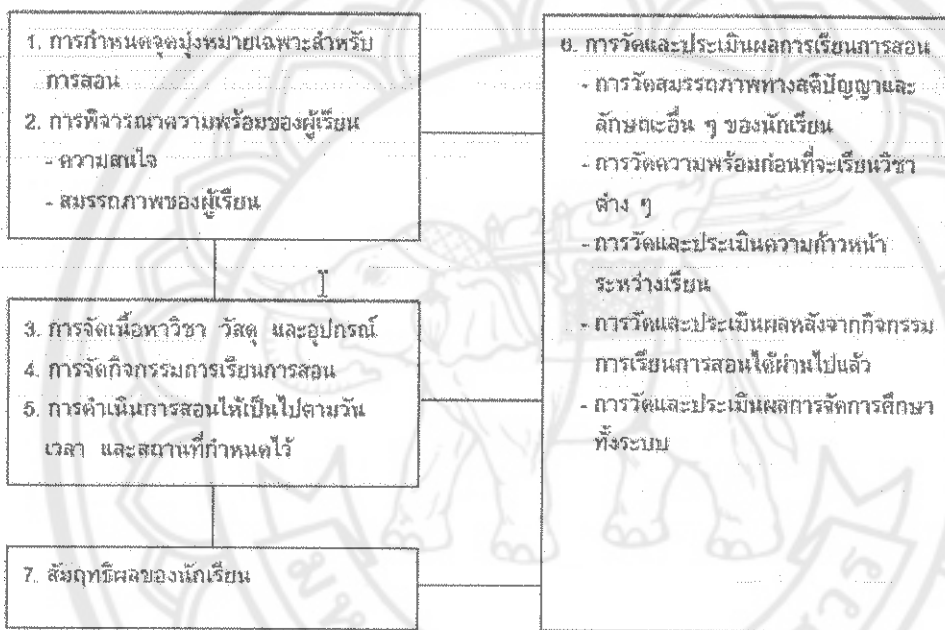 1. การกำหนดจุดมุ่งหมายเฉพาะสำหรับ
การสอน
2. การพิจารณาความพร้อมของผู้เรียน
- ความสนใจ
- สมรรถภาพของผู้เรียน
3. การจัดเนื้อหาวิชา วัสดุ และอุปกรณ์
4. การจัดกิจกรรมการเรียนการสอน
5. การดำเนินการสอนให้เป็นไปตามวัน
เวลา และสถานที่กำหนดไว้
7. สัมฤทธิ์ผลของนักเรียน
6. การวัดและประเมินผลการเรียนการสอน
- การวัดสมรรถภาพทางสติปัญญาและ
ลักษณะอื่น ๆ ของนักเรียน
- การวัดความพร้อมก่อนที่จะเรียนวิชา
ต่าง ๆ
- การวัดและประเมินความก้าวหน้า
ระหว่างเรียน
- การวัดและประเมินผลหลังจากกิจกรรม
การเรียนการสอนได้ผ่านไปแล้ว
- การวัดและประเมินผลการจัดการศึกษา
ทั้งระบบ